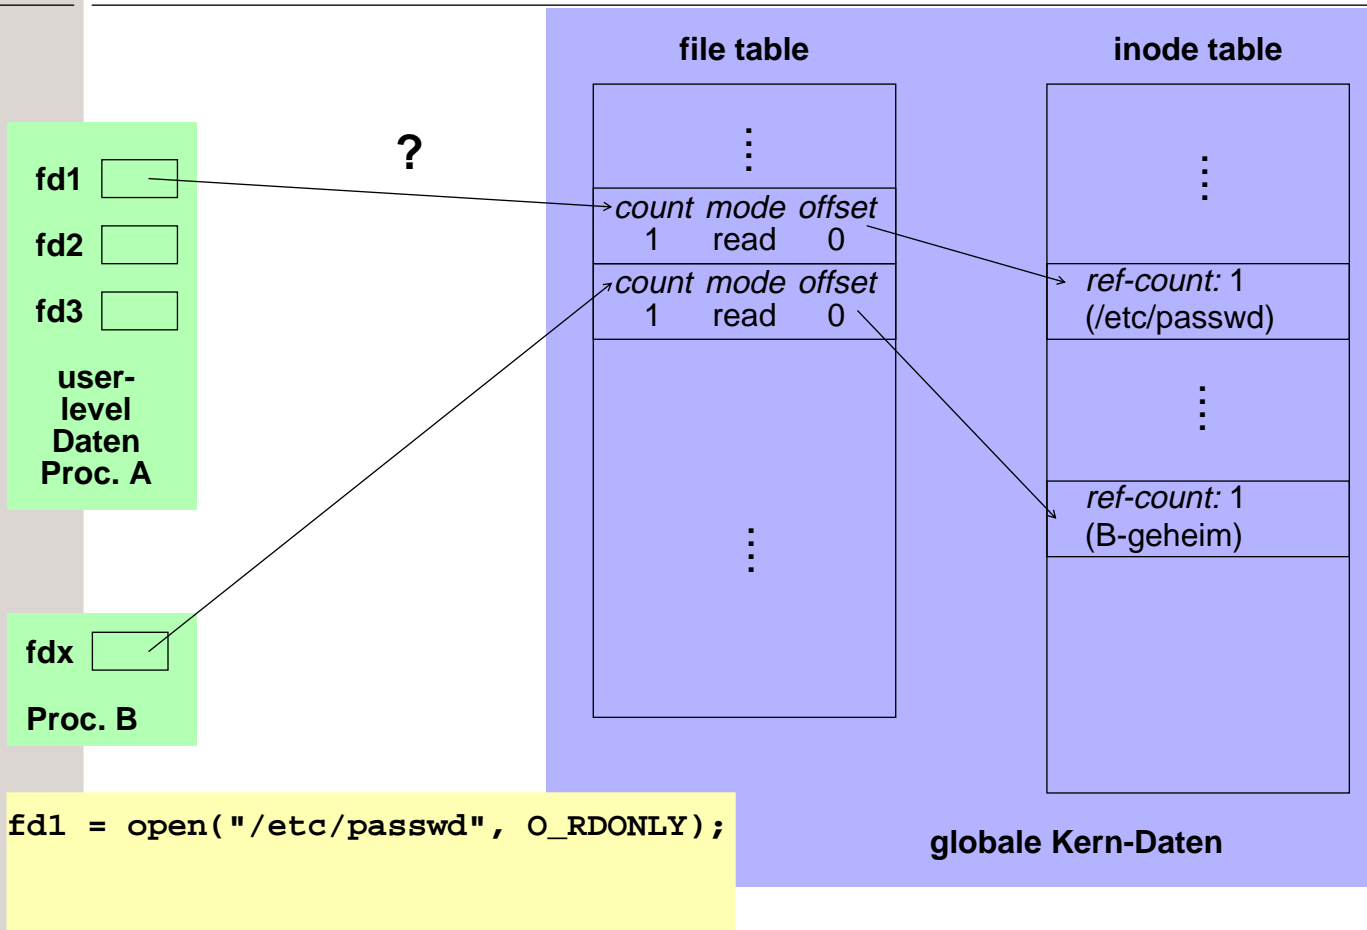 file table
inode table
?
fd1
fd2
fd3
user-
level
Daten
Proc. A
count mode offset
1 read 0
count mode offset
1 read 0
ref-count: 1
(/etc/passwd)
ref-count: 1
(B-geheim)
fdx
Proc. B
fd1 = open("/etc/passwd", O_RDONLY);
globale Kern-Daten